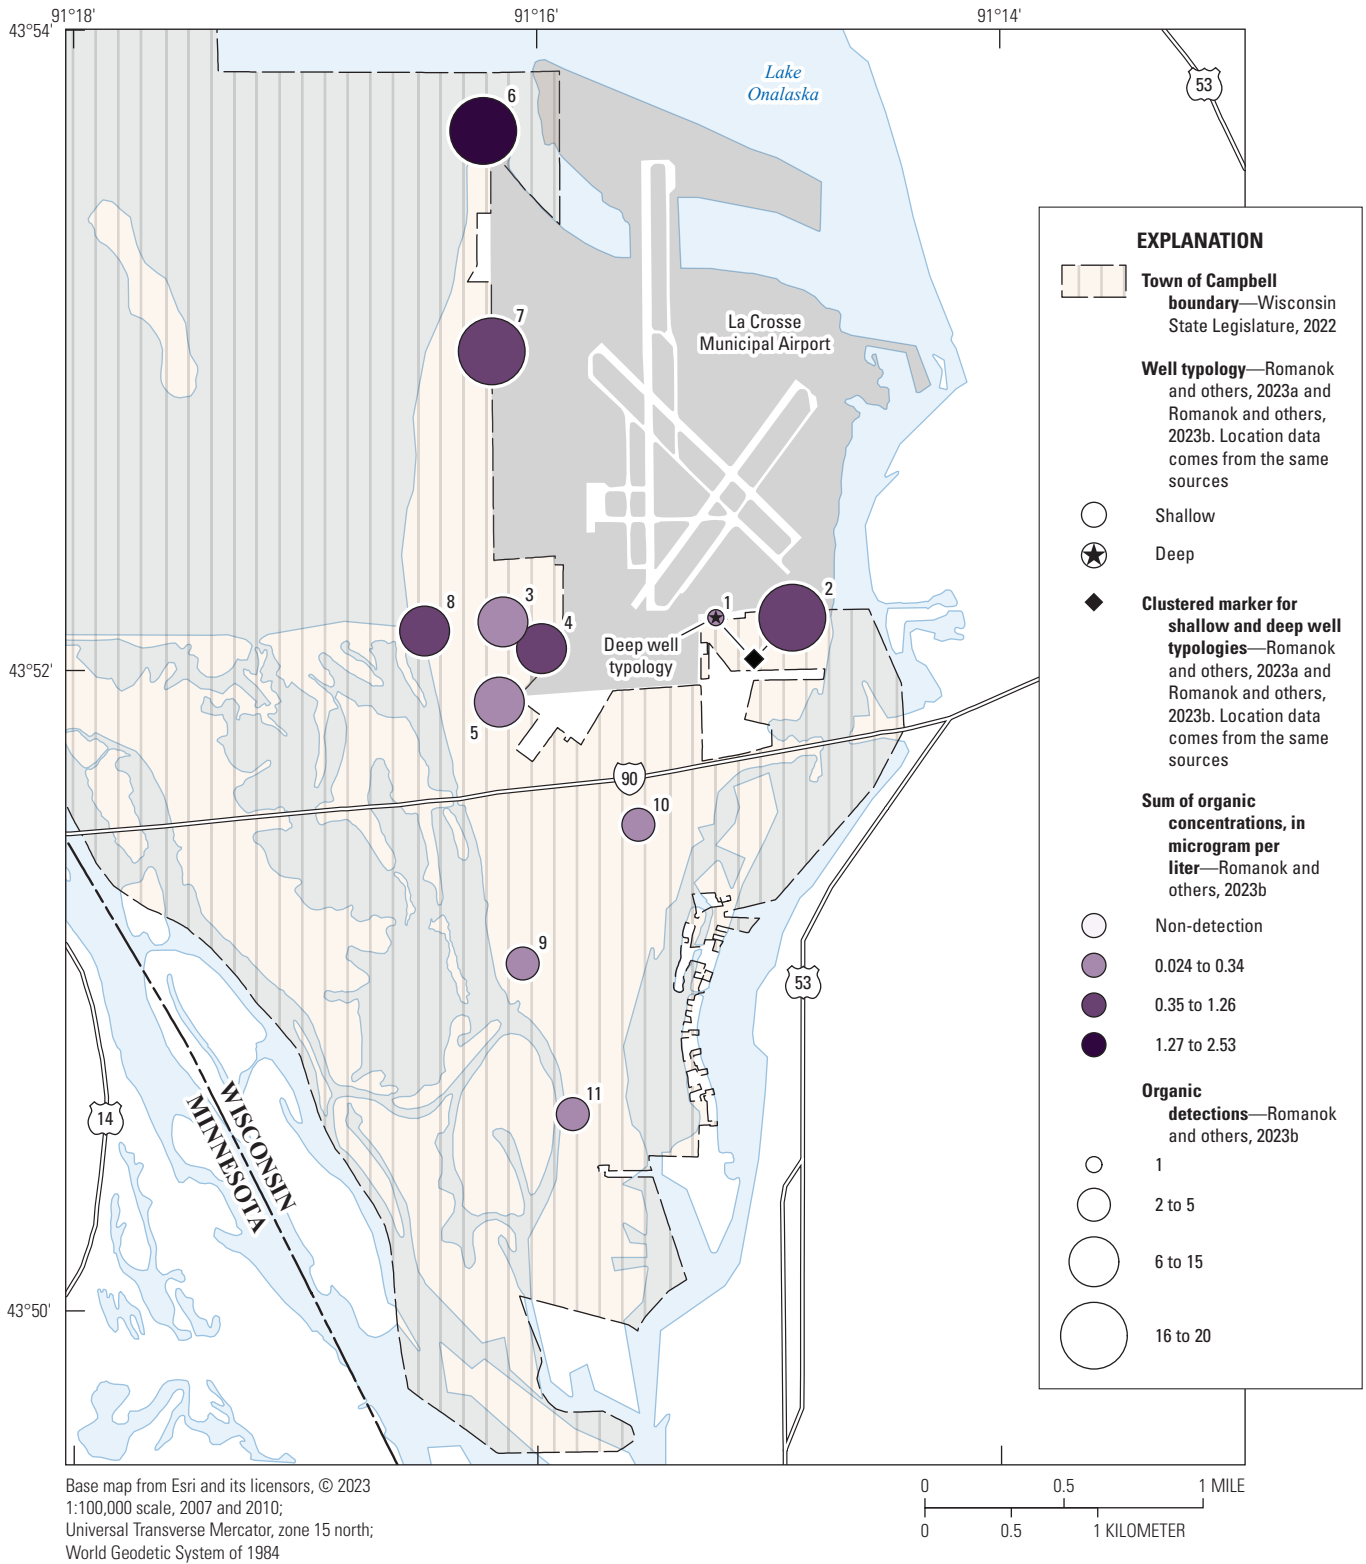 91°18'
91°16'
91°14'
43°54'
Lake
Onalaska
53
6
7
La Crosse
Municipal Airport
8
3
4
1
2
Deep well
typology
43°52'
5
90
10
9
53
11
14
WISCONSIN
MINNESOTA
43°50'
EXPLANATION
Town of Campbell
boundary—Wisconsin
State Legislature, 2022
Well typology—Romanok
and others, 2023a and
Romanok and others,
2023b. Location data
comes from the same
sources
Shallow
Deep
Clustered marker for
shallow and deep well
typologies—Romanok
and others, 2023a and
Romanok and others,
2023b. Location data
comes from the same
sources
Sum of organic
concentrations, in
microgram per
liter—Romanok and
others, 2023b
Non-detection
0.024 to 0.34
0.35 to 1.26
1.27 to 2.53
Organic
detections—Romanok
and others, 2023b
1
2 to 5
6 to 15
16 to 20
Base map from Esri and its licensors, © 2023
1:100,000 scale, 2007 and 2010;
Universal Transverse Mercator, zone 15 north;
World Geodetic System of 1984
0 0.5 1 MILE
0 0.5 1 KILOMETER